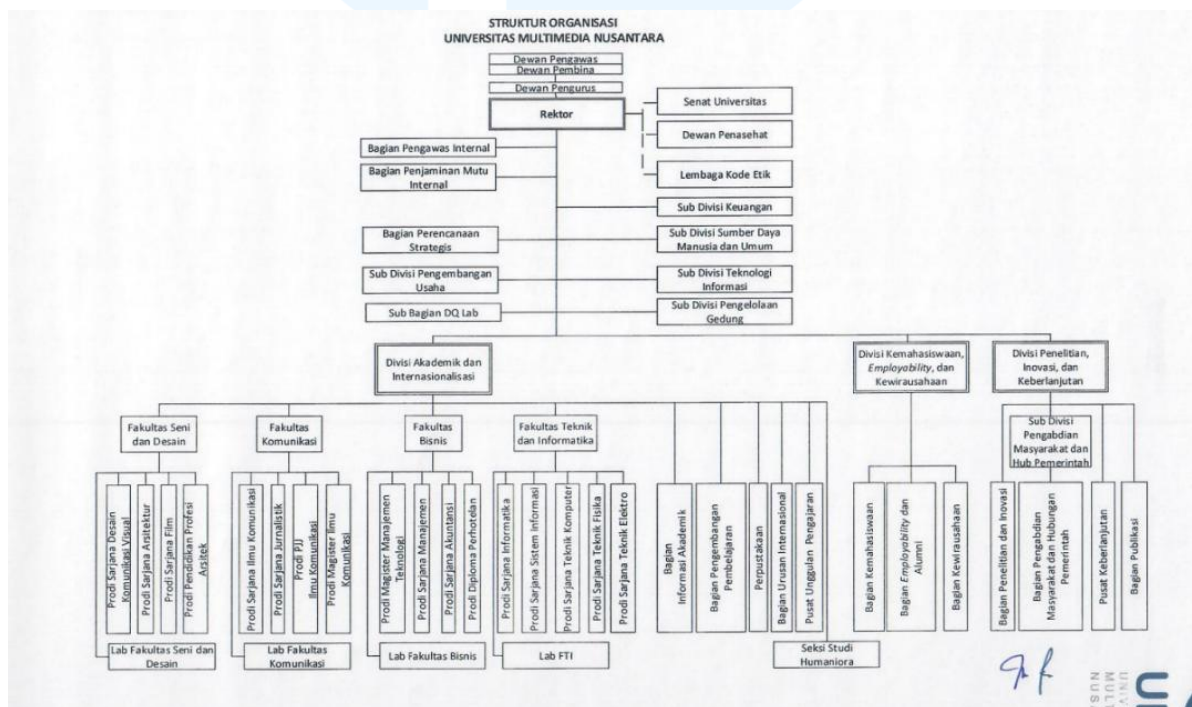 STRUKTUR ORGANISASI
UNIVERSITAS MULTIMEDIA NUSANTARA
Dewan Pengawas
Dewan Pembina
Dewan Pengurus
Rektor
Senat Universitas
Dewan Penasehat
Lembaga Kode Etik
Bagian Pengawas Internal
Bagian Penjaminan Mutu
Internal
Sub Divisi Keuangan
Bagian Perencanaan
Strategis
Sub Divisi Sumber Daya
Manusia dan Umum
Sub Divisi Pengembangan
Usaha
Sub Divisi Teknologi
Informasi
Sub Bagian DQ Lab
Sub Divisi Pengelolaan
Gedung
Divisi Akademik dan
Internasionalisasi
Divisi Kemahasiswaan,
Employability, dan
Kewirausahaan
Divisi Penelitian,
Inovasi, dan
Keberlanjutan
Fakultas Seni
dan Desain
Fakultas
Komunikasi
Fakultas
Bisnis
Fakultas Teknik
dan Informatika
Sub Divisi
Pengabdian
Masyarakat dan
Hub Pemerintah
Prodi Sarjana Desain
Komunikasi Visual
Prodi Sarjana Arsitektur
Prodi Sarjana Film
Prodi Pendidikan Profesi
Arsitek
Prodi Sarjana Ilmu Komunikasi
Prodi Sarjana Jurnalistik
Prodi PJJ
Ilmu Komunikasi
Prodi Magister Ilmu
Komunikasi
Prodi Magister Manajemen
Teknologi
Prodi Sarjana Manajemen
Prodi Sarjana Akuntansi
Prodi Diploma Perhotelan
Prodi Sarjana Informatika
Prodi Sarjana Sistem Informasi
Prodi Sarjana Teknik Komputer
Prodi Sarjana Teknik Fisika
Prodi Sarjana Teknik Elektro
Bagian
Informasi Akademik
Bagian Pengembangan
Pembelajaran
Perpustakaan
Bagian Urusan Internasional
Pusat Unggulan Pengajaran
Bagian Kemahasiswaan
Bagian Employability dan
Alumni
Bagian Kewirausahaan
Bagian Penelitian dan Inovasi
Bagian Pengabdian
Masyarakat dan Hubungan
Pemerintah
Pusat Keberlanjutan
Bagian Publikasi
Lab Fakultas Seni dan
Desain
Lab Fakultas
Komunikasi
Lab Fakultas Bisnis
Lab FTI
Seksi Studi
Humaniora